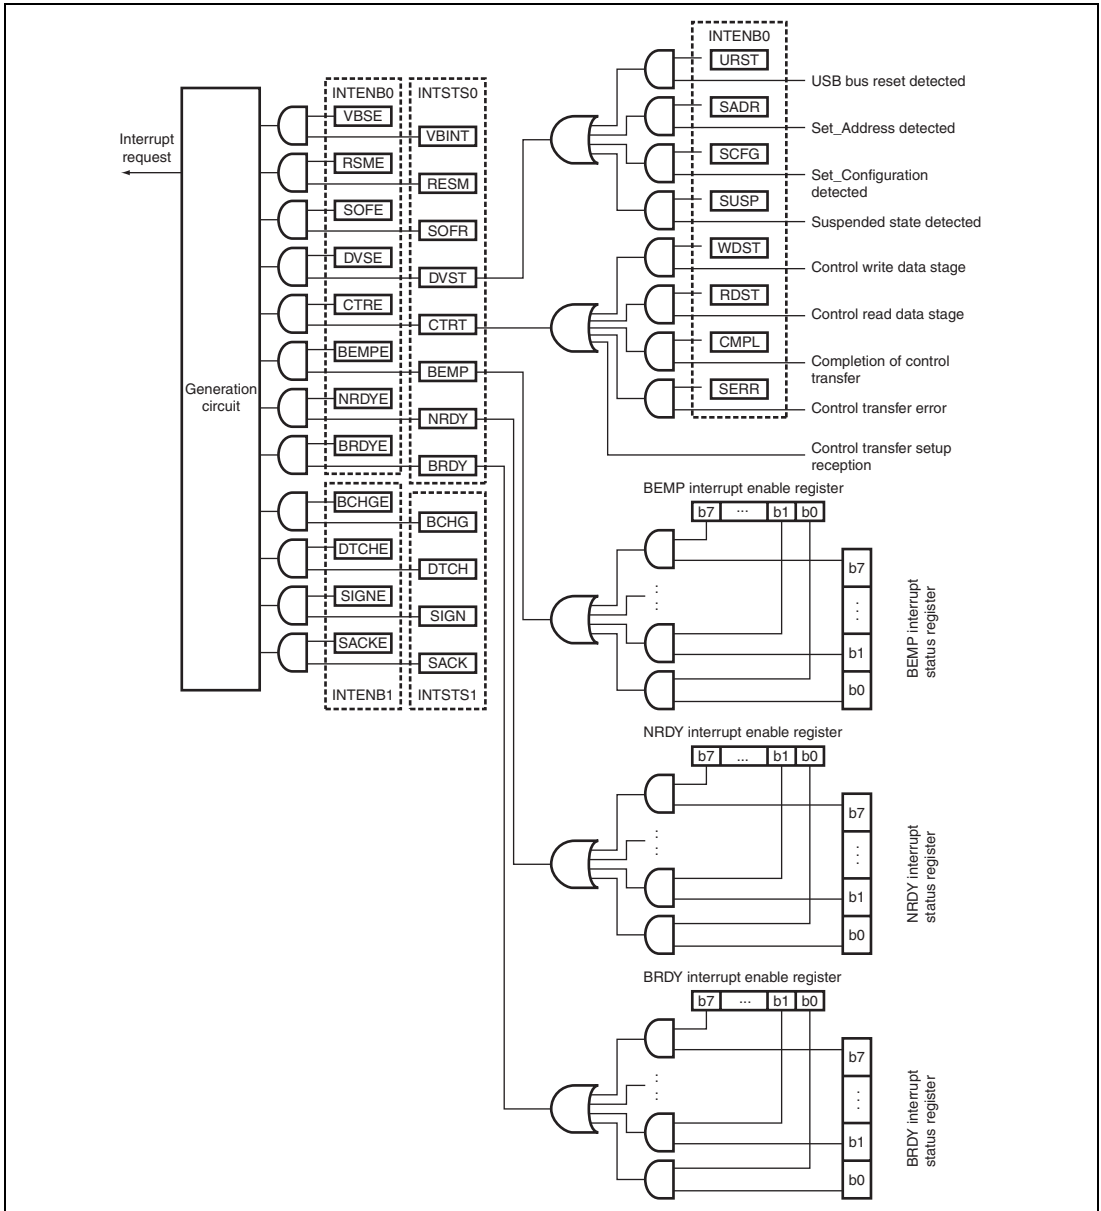 Interrupt
request
Generation
circuit
INTENB0
VBSE
RSME
SOFE
DVSE
CTRE
BEMPE
NRDYE
BRDYE
BCHGE
DTCHE
SIGNE
SACKE
INTENB1
INTSTS0
VBINT
RESM
SOFR
DVST
CTRT
BEMP
NRDY
BRDY
BCHG
DTCH
SIGN
SACK
INTSTS1
INTENB0
URST
USB bus reset detected
SADR
Set_Address detected
SCFG
Set_Configuration
detected
SUSP
Suspended state detected
WDST
Control write data stage
RDST
Control read data stage
CMPL
Completion of control
transfer
SERR
Control transfer error
Control transfer setup
reception
BEMP interrupt enable register
b7 ... b1 b0
b7
...
b1
b0
BEMP interrupt
status register
NRDY interrupt enable register
b7 ... b1 b0
b7
...
b1
b0
NRDY interrupt
status register
BRDY interrupt enable register
b7 ... b1 b0
b7
...
b1
b0
BRDY interrupt
status register